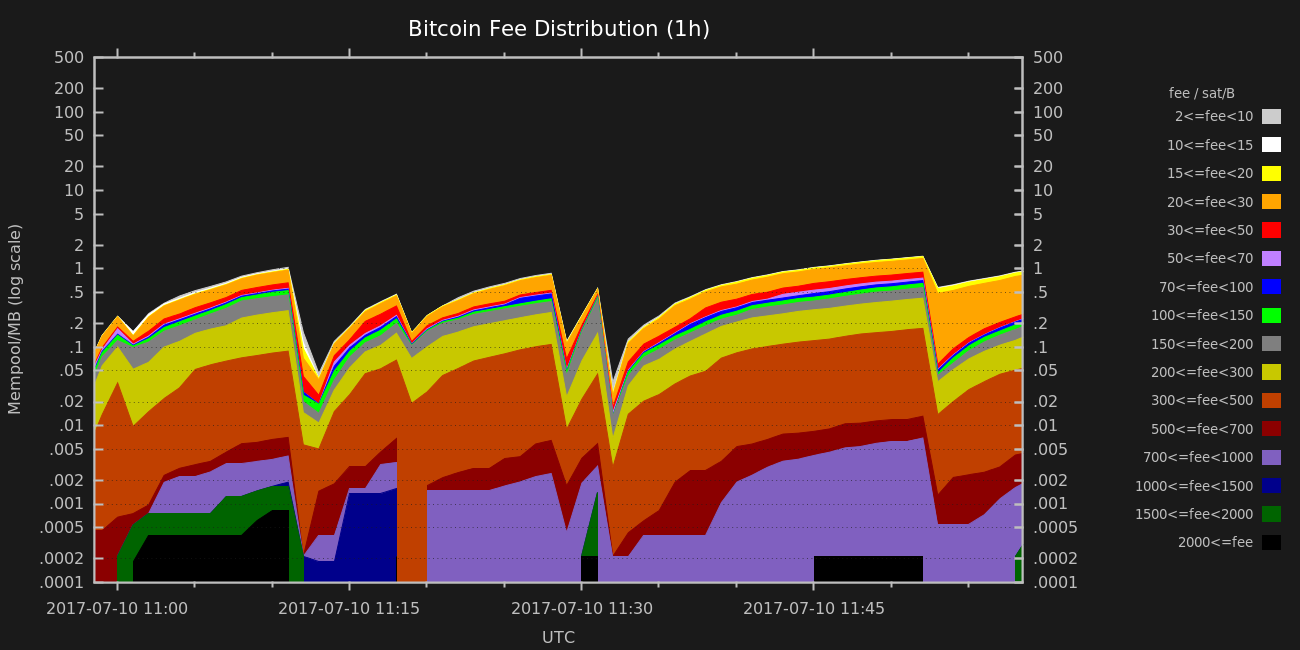 Bitcoin Fee Distribution (1h)
Mempool/MB (log scale)
500
200
100
50
20
10
5
2
1
.5
.2
.1
.05
.02
.01
.005
.002
.001
.0005
.0002
.0001
500
200
100
50
20
10
5
2
1
.5
.2
.1
.05
.02
.01
.005
.002
.001
.0005
.0002
.0001
2017-07-10 11:00
2017-07-10 11:15
2017-07-10 11:30
2017-07-10 11:45
UTC
fee / sat/B
2<=fee<10
10<=fee<15
15<=fee<20
20<=fee<30
30<=fee<50
50<=fee<70
70<=fee<100
100<=fee<150
150<=fee<200
200<=fee<300
300<=fee<500
500<=fee<700
700<=fee<1000
1000<=fee<1500
1500<=fee<2000
2000<=fee